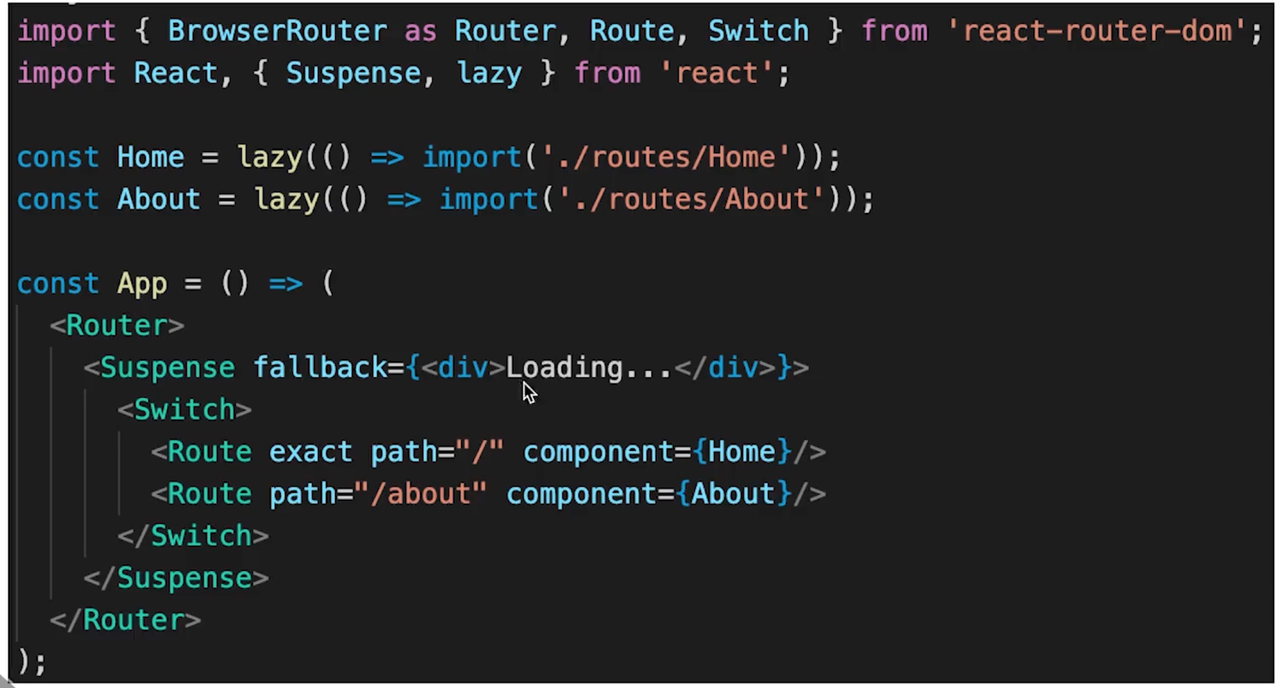 import { BrowserRouter as Router, Route, Switch } from 'react-router-dom';
import React, { Suspense, lazy } from 'react';
const Home = lazy(() => import('./routes/Home'));
const About = lazy(() => import('./routes/About'));
const App = () => (
<Router>
<Suspense fallback={<div>Loading...</div>}>
<Switch>
<Route exact path="/" component={Home}/>
<Route path="/about" component={About}/>
</Switch>
</Suspense>
</Router>
);